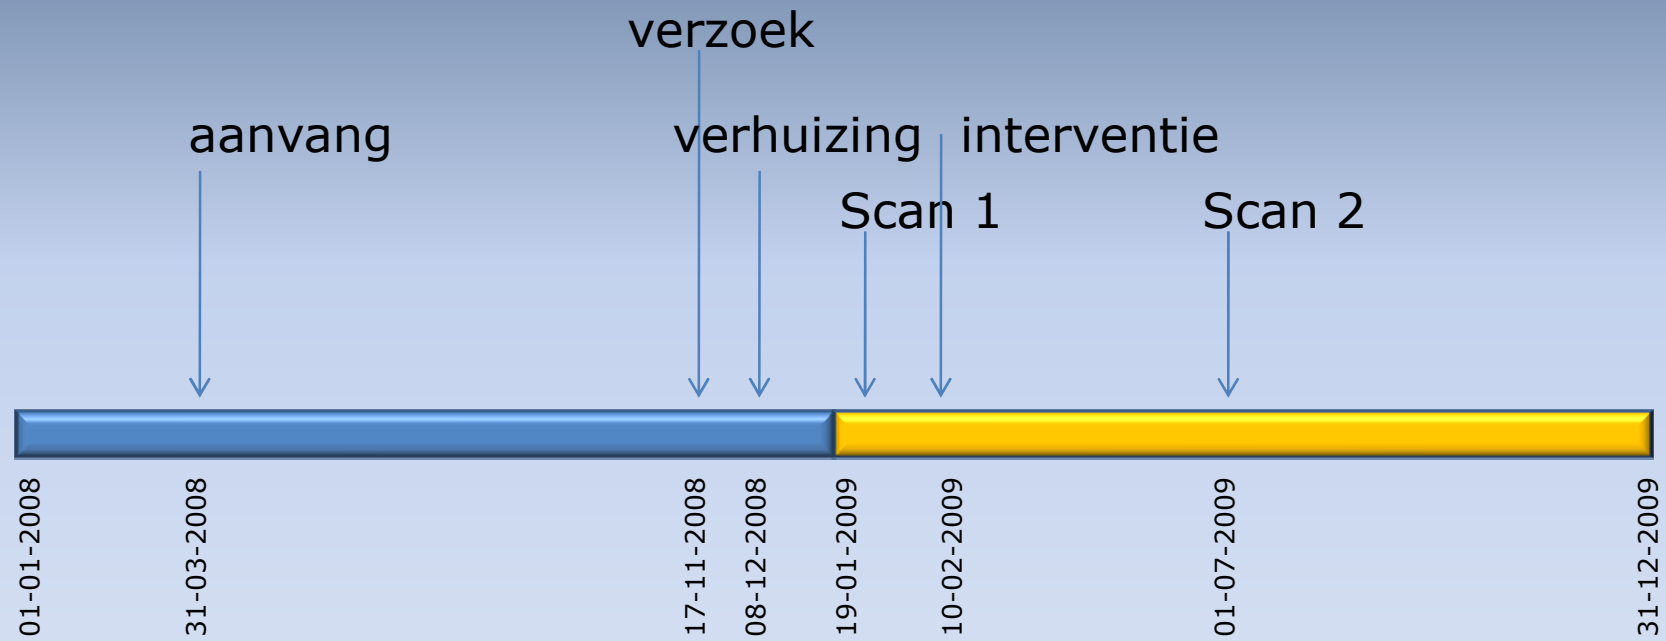 verzoek
aanvang
verhuizing
interventie
Scan 1
Scan 2
01-01-2008
31-03-2008
17-11-2008
08-12-2008
19-01-2009
10-02-2009
01-07-2009
31-12-2009